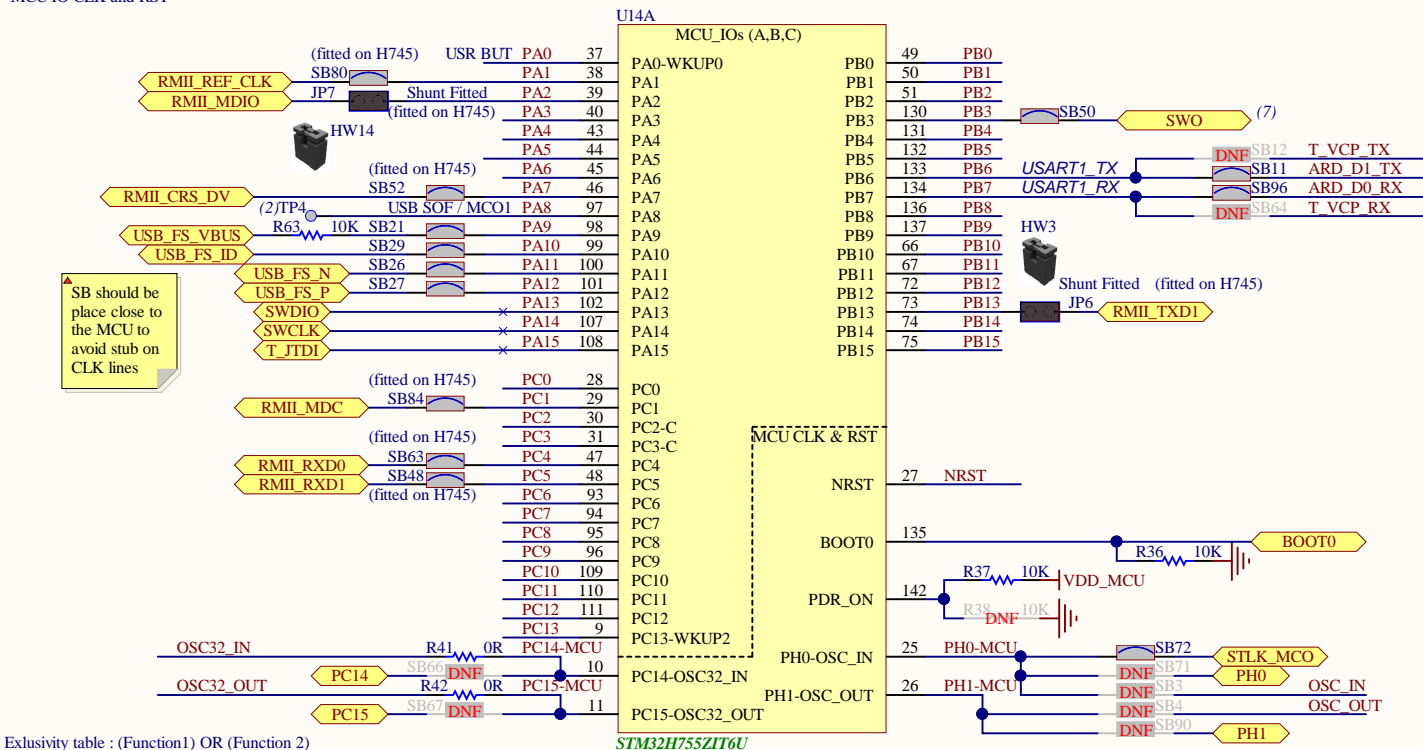 MCU IO CLK and RST
U14A
MCU_IOs (A,B,C)
(fitted on H745) USR BUT PA0 37 PA0-WKUP0 PB0 49 PB0
RMII_REF_CLK SB80 PA1 38 PA1 PB1 50 PB1
RMII_MDIO JP7 Shunt Fitted PA2 39 PA2 PB2 51 PB2
(fitted on H745) PA3 40 PA3 PB3 130 PB3 SB50 SWO (7)
HW14 PA4 43 PA4 PB4 131 PB4
PA5 44 PA5 PB5 132 PB5 DNF SB12 T_VCP_TX
(fitted on H745) PA6 45 PA6 PB6 133 PB6 USART1_TX SB11 ARD_D1_TX
RMII_CRS_DV SB52 PA7 46 PA7 PB7 134 PB7 USART1_RX SB96 ARD_D0_RX
(2) TP4 USB SOF / MCO1 PA8 97 PA8 PB8 136 PB8 DNF SB64 T_VCP_RX
USB_FS_VBUS R63 10K SB21 PA9 98 PA9 PB9 137 PB9 HW3
USB_FS_ID SB29 PA10 99 PA10 PB10 66 PB10
USB_FS_N SB26 PA11 100 PA11 PB11 67 PB11
USB_FS_P SB27 PA12 101 PA12 PB12 72 PB12 Shunt Fitted (fitted on H745)
SWDIO PA13 102 PA13 PB13 73 PB13 JP6 RMII_TXD1
SWCLK PA14 107 PA14 PB14 74 PB14
T_JTDI PA15 108 PA15 PB15 75 PB15
SB should be
place close to
the MCU to
avoid stub on
CLK lines
(fitted on H745) PC0 28 PC0
RMII_MDC SB84 PC1 29 PC1
PC2 30 PC2-C
(fitted on H745) PC3 31 PC3-C MCU CLK & RST
RMII_RXD0 SB63 PC4 47 PC4
RMII_RXD1 SB48 PC5 48 PC5 NRST 27 NRST
(fitted on H745) PC6 93 PC6
PC7 94 PC7
PC8 95 PC8 BOOT0 135 BOOT0
PC9 96 PC9 R36 10K
PC10 109 PC10 R37 10K VDD_MCU
PC11 110 PC11 PDR_ON 142
PC12 111 PC12 R38 DNF 10K
PC13 9 PC13-WKUP2
OSC32_IN R41 0R PC14-MCU PH0-OSC_IN 25 PH0-MCU SB72 STLK_MCO
PC14 SB66 DNF 10 PC14-OSC32_IN DNF SB71 PH0
OSC32_OUT R42 0R PC15-MCU PH1-OSC_OUT 26 PH1-MCU DNF SB3 OSC_IN
PC15 SB67 DNF 11 PC15-OSC32_OUT DNF SB4 OSC_OUT
DNF SB90 PH1
Exlusivity table : (Function1) OR (Function 2)
STM32H755ZIT6U